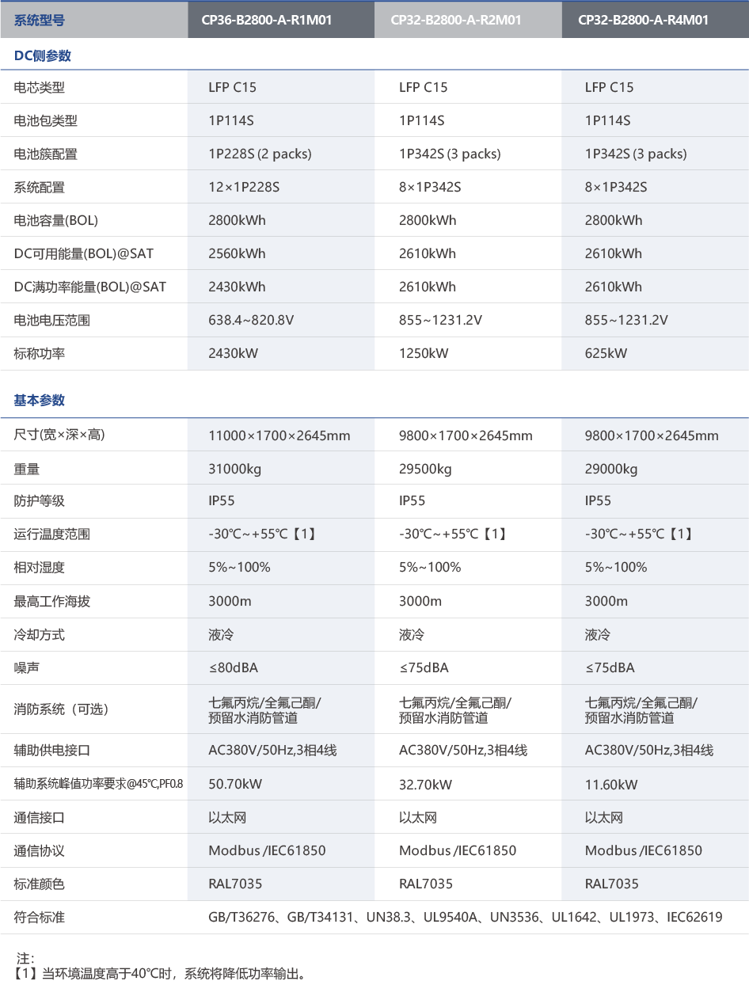 系统型号 CP36-B2800-A-R1M01 CP32-B2800-A-R2M01 CP32-B2800-A-R4M01
DC侧参数
电芯类型 LFP C15 LFP C15 LFP C15
电池包类型 1P114S 1P114S 1P114S
电池簇配置 1P228S (2 packs) 1P342S (3 packs) 1P342S (3 packs)
系统配置 12×1P228S 8×1P342S 8×1P342S
电池容量(BOL) 2800kWh 2800kWh 2800kWh
DC可用能量(BOL)@SAT 2560kWh 2610kWh 2610kWh
DC满功率能量(BOL)@SAT 2430kWh 2610kWh 2610kWh
电池电压范围 638.4~820.8V 855~1231.2V 855~1231.2V
标称功率 2430kW 1250kW 625kW
基本参数
尺寸(宽×深×高) 11000×1700×2645mm 9800×1700×2645mm 9800×1700×2645mm
重量 31000kg 29500kg 29000kg
防护等级 IP55 IP55 IP55
运行温度范围 -30℃~+55℃【1】 -30℃~+55℃【1】 -30℃~+55℃【1】
相对湿度 5%~100% 5%~100% 5%~100%
最高工作海拔 3000m 3000m 3000m
冷却方式 液冷 液冷 液冷
噪声 ≤80dBA ≤75dBA ≤75dBA
消防系统（可选） 七氟丙烷/全氟己酮/ 七氟丙烷/全氟己酮/ 七氟丙烷/全氟己酮/
预留水消防管道 预留水消防管道 预留水消防管道
辅助供电接口 AC380V/50Hz,3相4线 AC380V/50Hz,3相4线 AC380V/50Hz,3相4线
辅助系统峰值功率要求@45℃,PF0.8 50.70kW 32.70kW 11.60kW
通信接口 以太网 以太网 以太网
通信协议 Modbus /IEC61850 Modbus /IEC61850 Modbus /IEC61850
标准颜色 RAL7035 RAL7035 RAL7035
符合标准 GB/T36276、GB/T34131、UN38.3、UL9540A、UN3536、UL1642、UL1973、IEC62619
注：
【1】当环境温度高于40℃时，系统将降低功率输出。